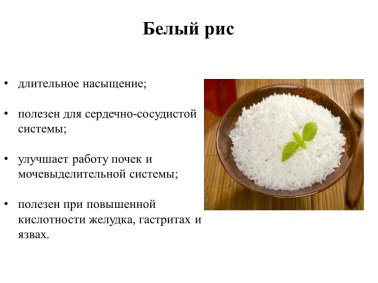 Белый рис
• длительное насыщение;
• полезен для сердечно-сосудистой
системы;
• улучшает работу почек и
мочевыделительной системы;
• полезен при повышенной
кислотности желудка, гастритах и
язвах.